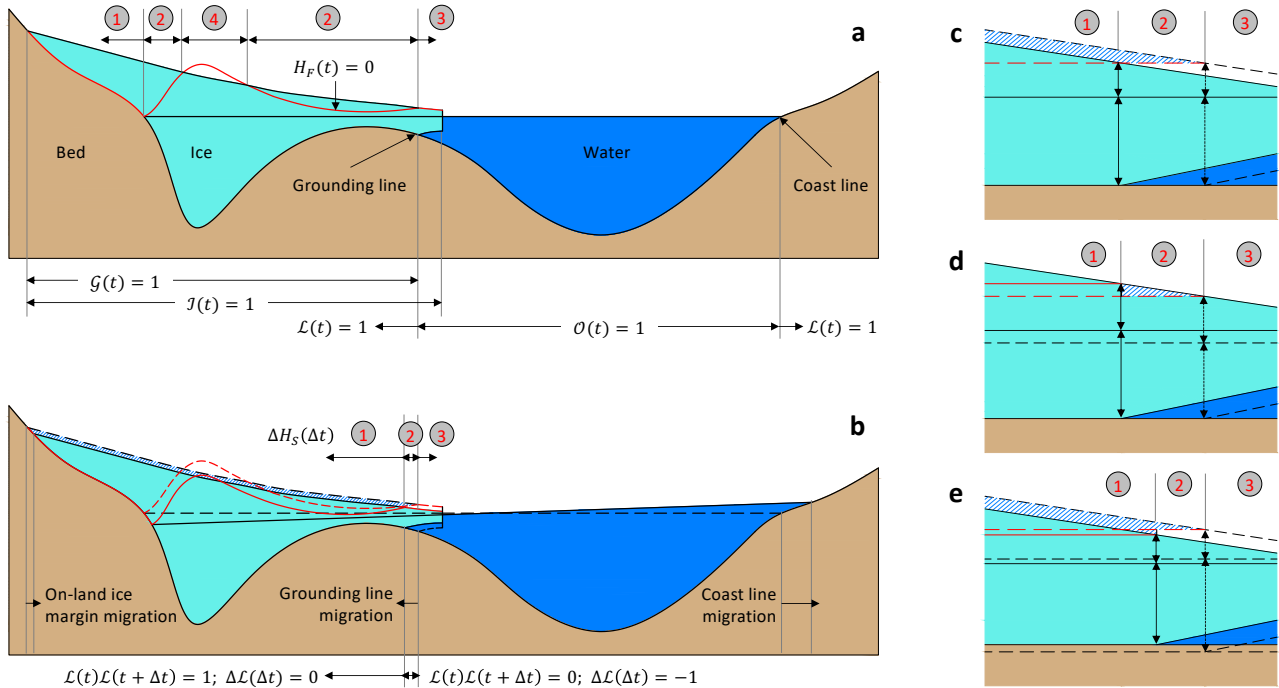 1 2 4 2 3
a
H_F(t) = 0
Bed
Ice
Water
Grounding line
Coast line
𝒢(t) = 1
ℐ(t) = 1
ℒ(t) = 1
𝒪(t) = 1
ℒ(t) = 1
ΔH_S(Δt)
1 2 3
b
On-land ice
margin migration
Grounding line
migration
Coast line
migration
ℒ(t)ℒ(t + Δt) = 1; Δℒ(Δt) = 0
ℒ(t)ℒ(t + Δt) = 0; Δℒ(Δt) = −1
c
1 2 3
d
1 2 3
e
1 2 3